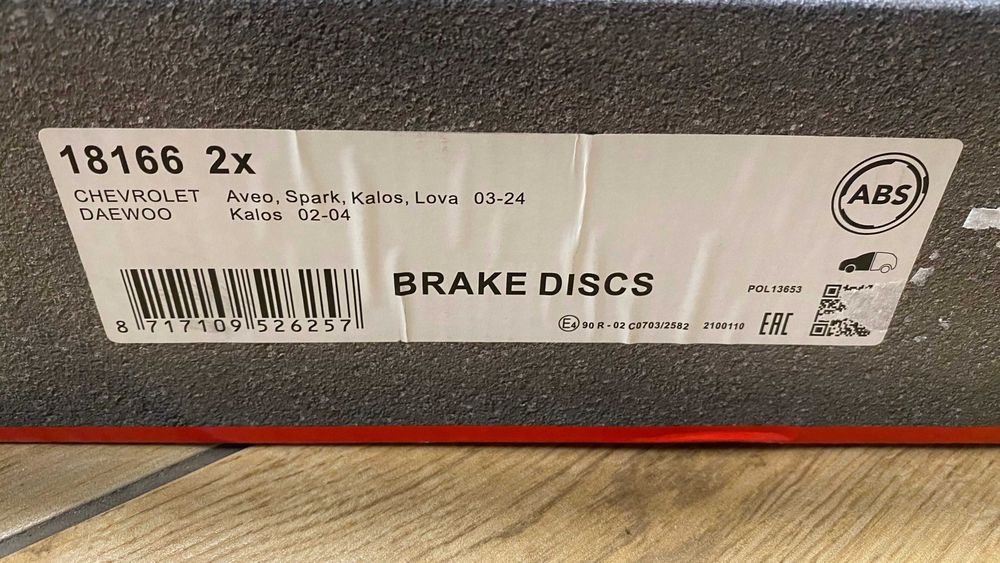 18166 2x
CHEVROLET Aveo, Spark, Kalos, Lova 03-24
DAEWOO Kalos 02-04
ABS
BRAKE DISCS
POL13653
8 717109 526257
E4 90 R - 02 C0703/2582 2100110 EAC